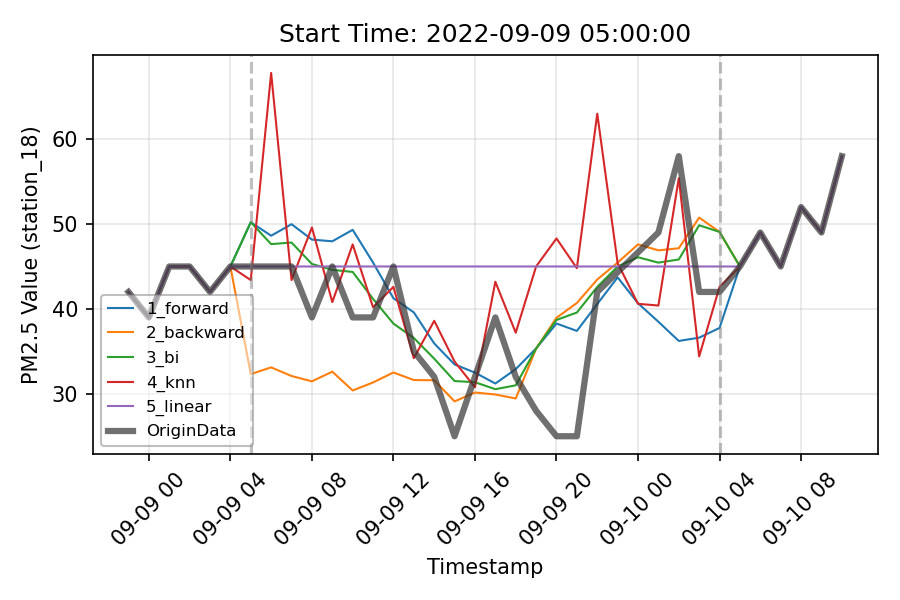 Start Time: 2022-09-09 05:00:00
PM2.5 Value (station_18)
60
50
40
30
1_forward
2_backward
3_bi
4_knn
5_linear
OriginData
09-09 00
09-09 04
09-09 08
09-09 12
09-09 16
09-09 20
09-10 00
09-10 04
09-10 08
Timestamp